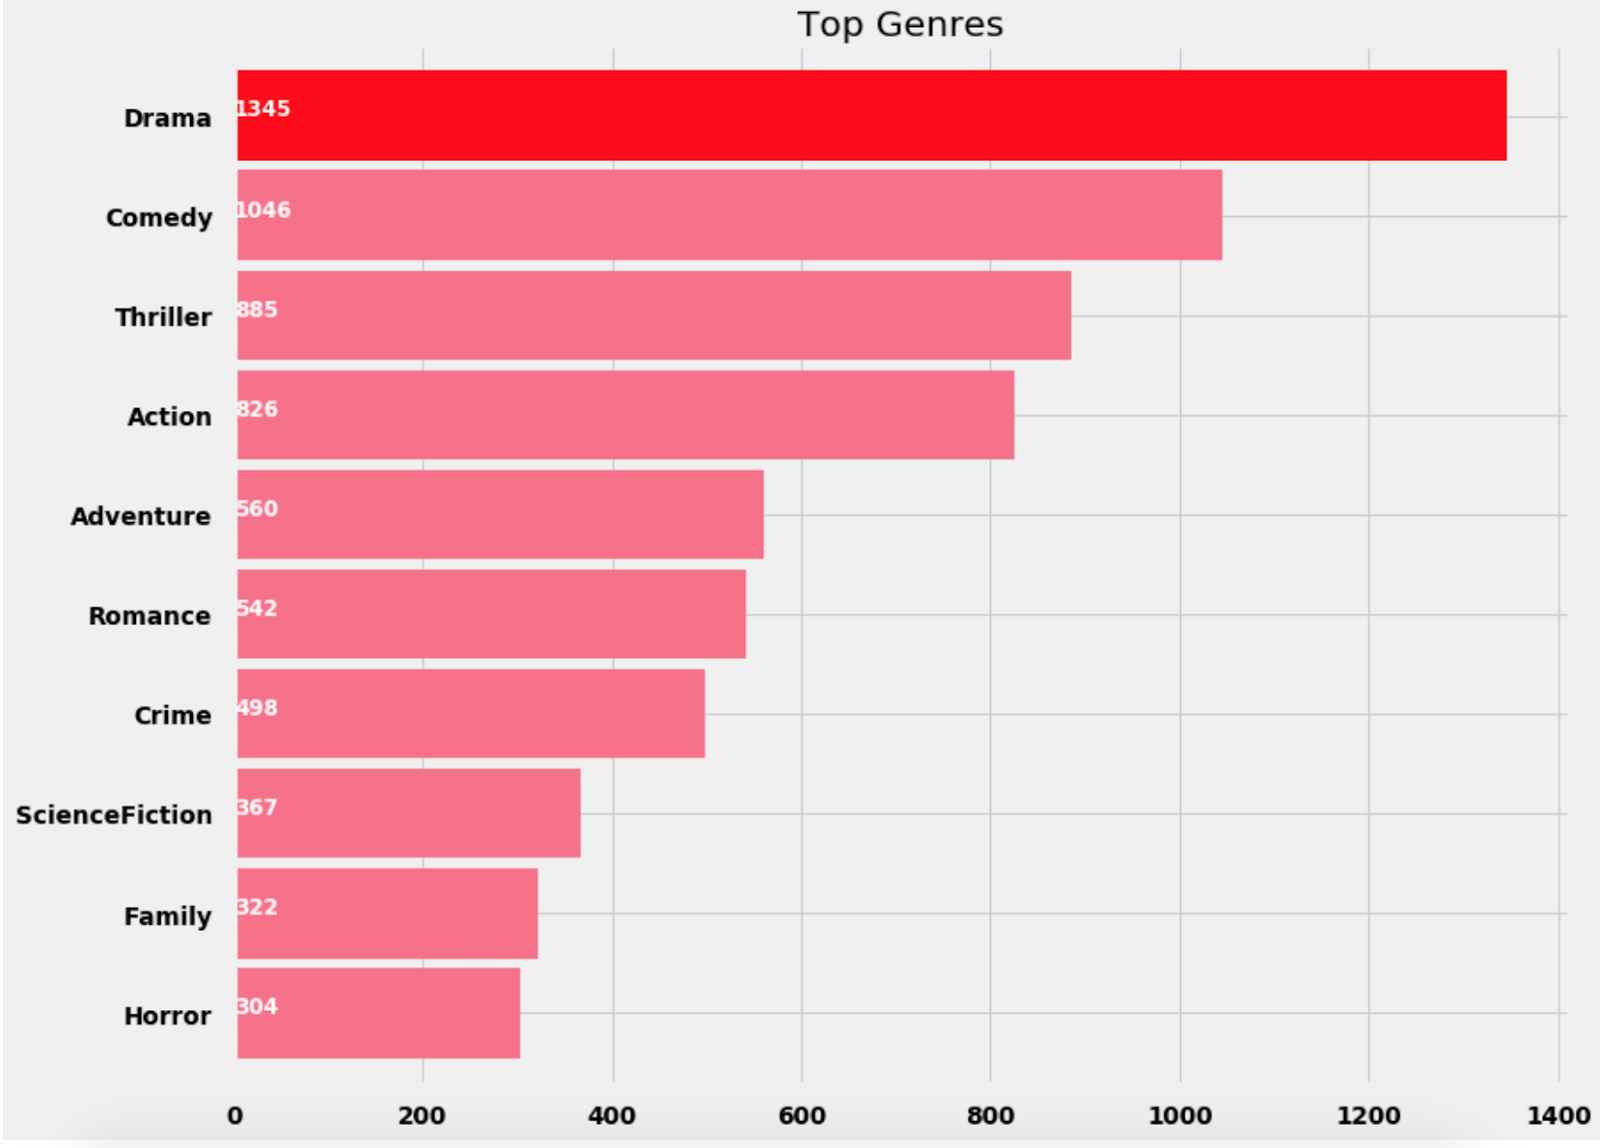 Top Genres
Drama 1345
Comedy 1046
Thriller 885
Action 826
Adventure 560
Romance 542
Crime 498
ScienceFiction 367
Family 322
Horror 304
0 200 400 600 800 1000 1200 1400